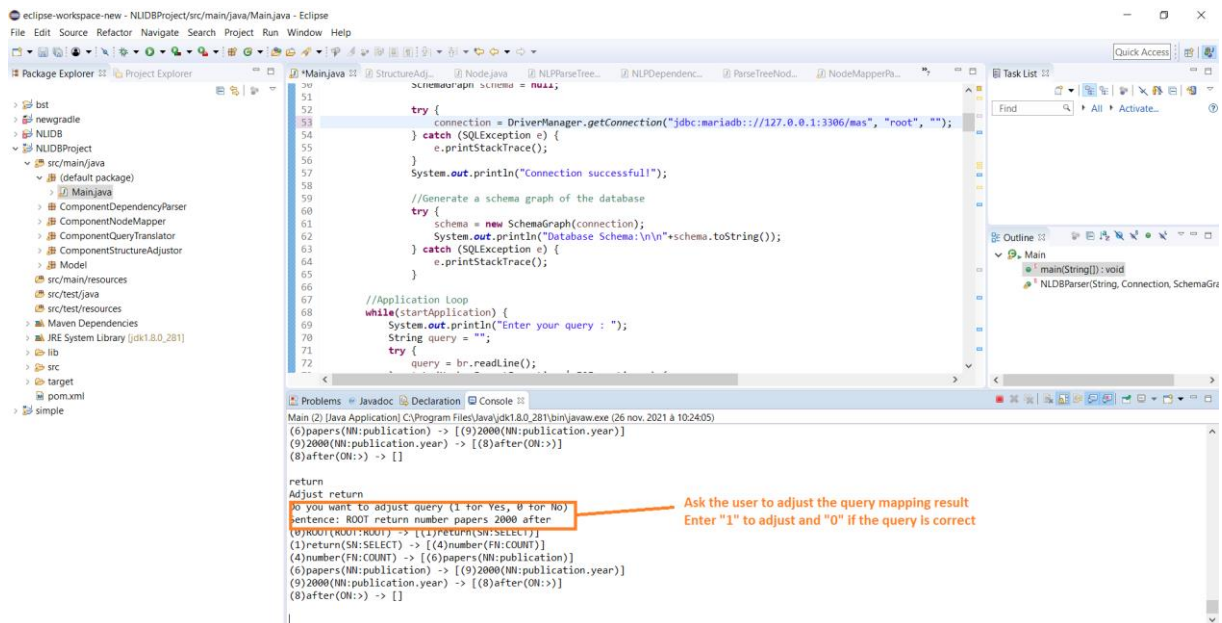 eclipse-workspace-new - NLIDBProject/src/main/java/Main.java - Eclipse
File Edit Source Refactor Navigate Search Project Run Window Help
Quick Access
Package Explorer
Project Explorer
bst
newgradle
NLIDB
NLIDBProject
src/main/java
(default package)
Main.java
ComponentDependencyParser
ComponentNodeMapper
ComponentQueryTranslator
ComponentStructureAdjustor
Model
src/main/resources
src/test/java
src/test/resources
Maven Dependencies
JRE System Library [jdk1.8.0_281]
lib
src
target
pom.xml
simple
*Main.java StructureAdj... Node.java NLPParseTree... NLPDependenc... ParseTreeNod... NodeMapperPa...
50 SchemaGraph schema = null;
51
52 try {
53 connection = DriverManager.getConnection("jdbc:mariadb:://127.0.0.1:3306/mas", "root", "");
54 } catch (SQLException e) {
55 e.printStackTrace();
56 }
57 System.out.println("Connection successful!");
58
59 //Generate a schema graph of the database
60 try {
61 schema = new SchemaGraph(connection);
62 System.out.println("Database Schema:\n\n"+schema.toString());
63 } catch (SQLException e) {
64 e.printStackTrace();
65 }
66
67 //Application Loop
68 while(startApplication) {
69 System.out.println("Enter your query : ");
70 String query = "";
71 try {
72 query = br.readLine();
Task List
Find All Activate...
Outline
Main
main(String[]) : void
NLDBParser(String, Connection, SchemaGra
Problems Javadoc Declaration Console
Main (2) [Java Application] C:\Program Files\Java\jdk1.8.0_281\bin\javaw.exe (26 nov. 2021 à 10:24:05)
(6)papers(NN:publication) -> [(9)2000(NN:publication.year)]
(9)2000(NN:publication.year) -> [(8)after(ON:>)]
(8)after(ON:>) -> []
return
Adjust return
Do you want to adjust query (1 for Yes, 0 for No)
Sentence: ROOT return number papers 2000 after
(0)ROOT(ROOT:ROOT) -> [(1)return(SN:SELECT)]
(1)return(SN:SELECT) -> [(4)number(FN:COUNT)]
(4)number(FN:COUNT) -> [(6)papers(NN:publication)]
(6)papers(NN:publication) -> [(9)2000(NN:publication.year)]
(9)2000(NN:publication.year) -> [(8)after(ON:>)]
(8)after(ON:>) -> []
Ask the user to adjust the query mapping result
Enter "1" to adjust and "0" if the query is correct